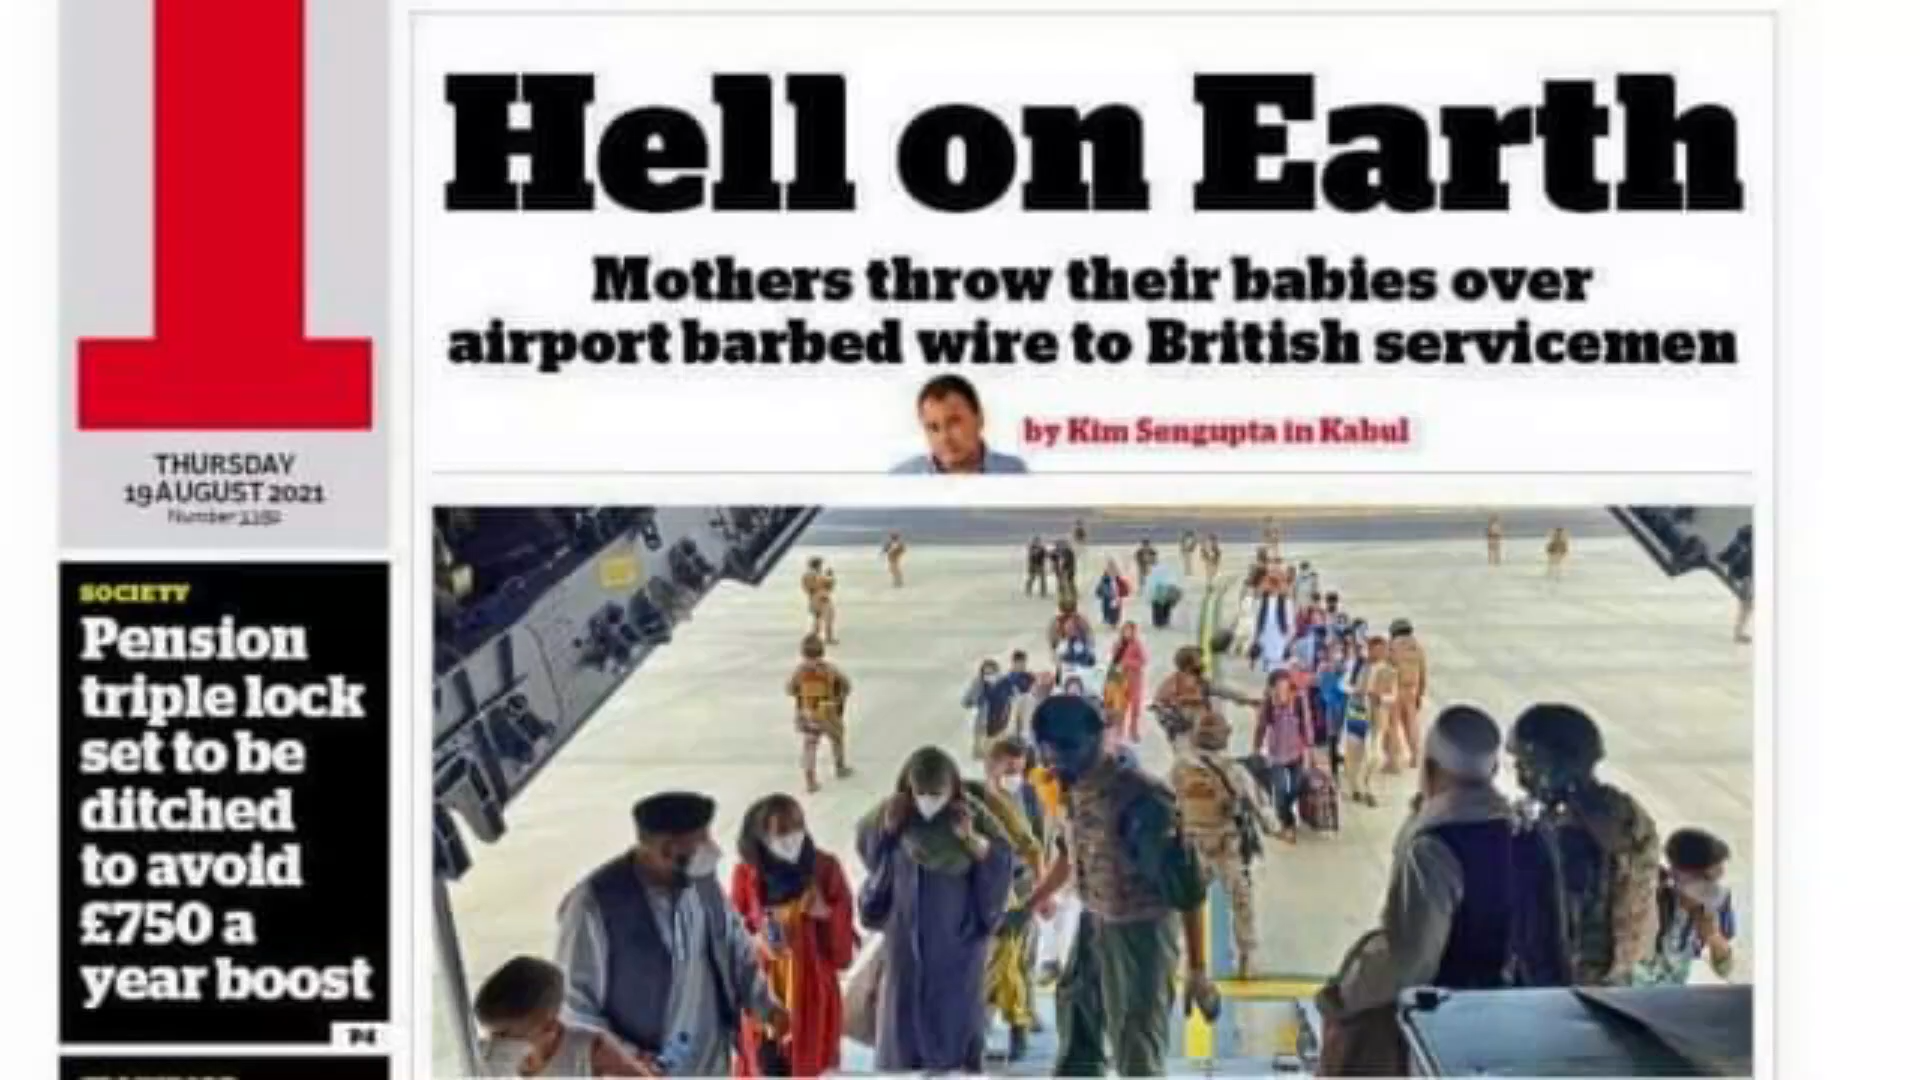 i
THURSDAY
19 AUGUST 2021
SOCIETY
Pension
triple lock
set to be
ditched
to avoid
£750 a
year boost
P4
Hell on Earth
Mothers throw their babies over
airport barbed wire to British servicemen
by Kim Sengupta in Kabul